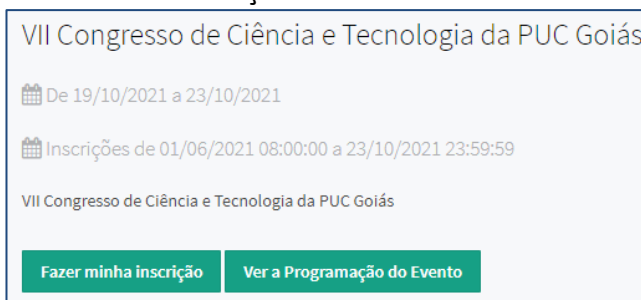 VII Congresso de Ciência e Tecnologia da PUC Goiás
De 19/10/2021 a 23/10/2021
Inscrições de 01/06/2021 08:00:00 a 23/10/2021 23:59:59
VII Congresso de Ciência e Tecnologia da PUC Goiás
Fazer minha inscrição Ver a Programação do Evento